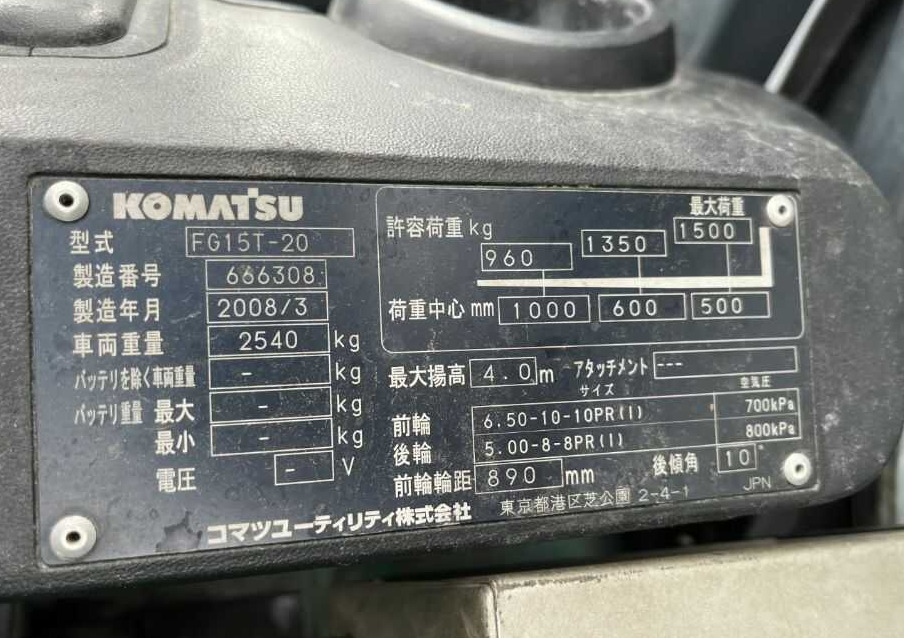 KOMATSU
型式 FG15T-20
製造番号 666308
製造年月 2008/3
車両重量 2540 kg
バッテリを除く車両重量 - kg
バッテリ重量 最大 - kg
最小 - kg
電圧 - V
最大荷重
許容荷重 kg 960 1350 1500
荷重中心 mm 1000 600 500
最大揚高 4.0 m アタッチメント ---
サイズ 空気圧
前輪 6.50-10-10PR(I) 700kPa
後輪 5.00-8-8PR(I) 800kPa
前輪輪距 890 mm 後傾角 10°
コマツユーティリティ株式会社 東京都港区芝公園 2-4-1 JPN